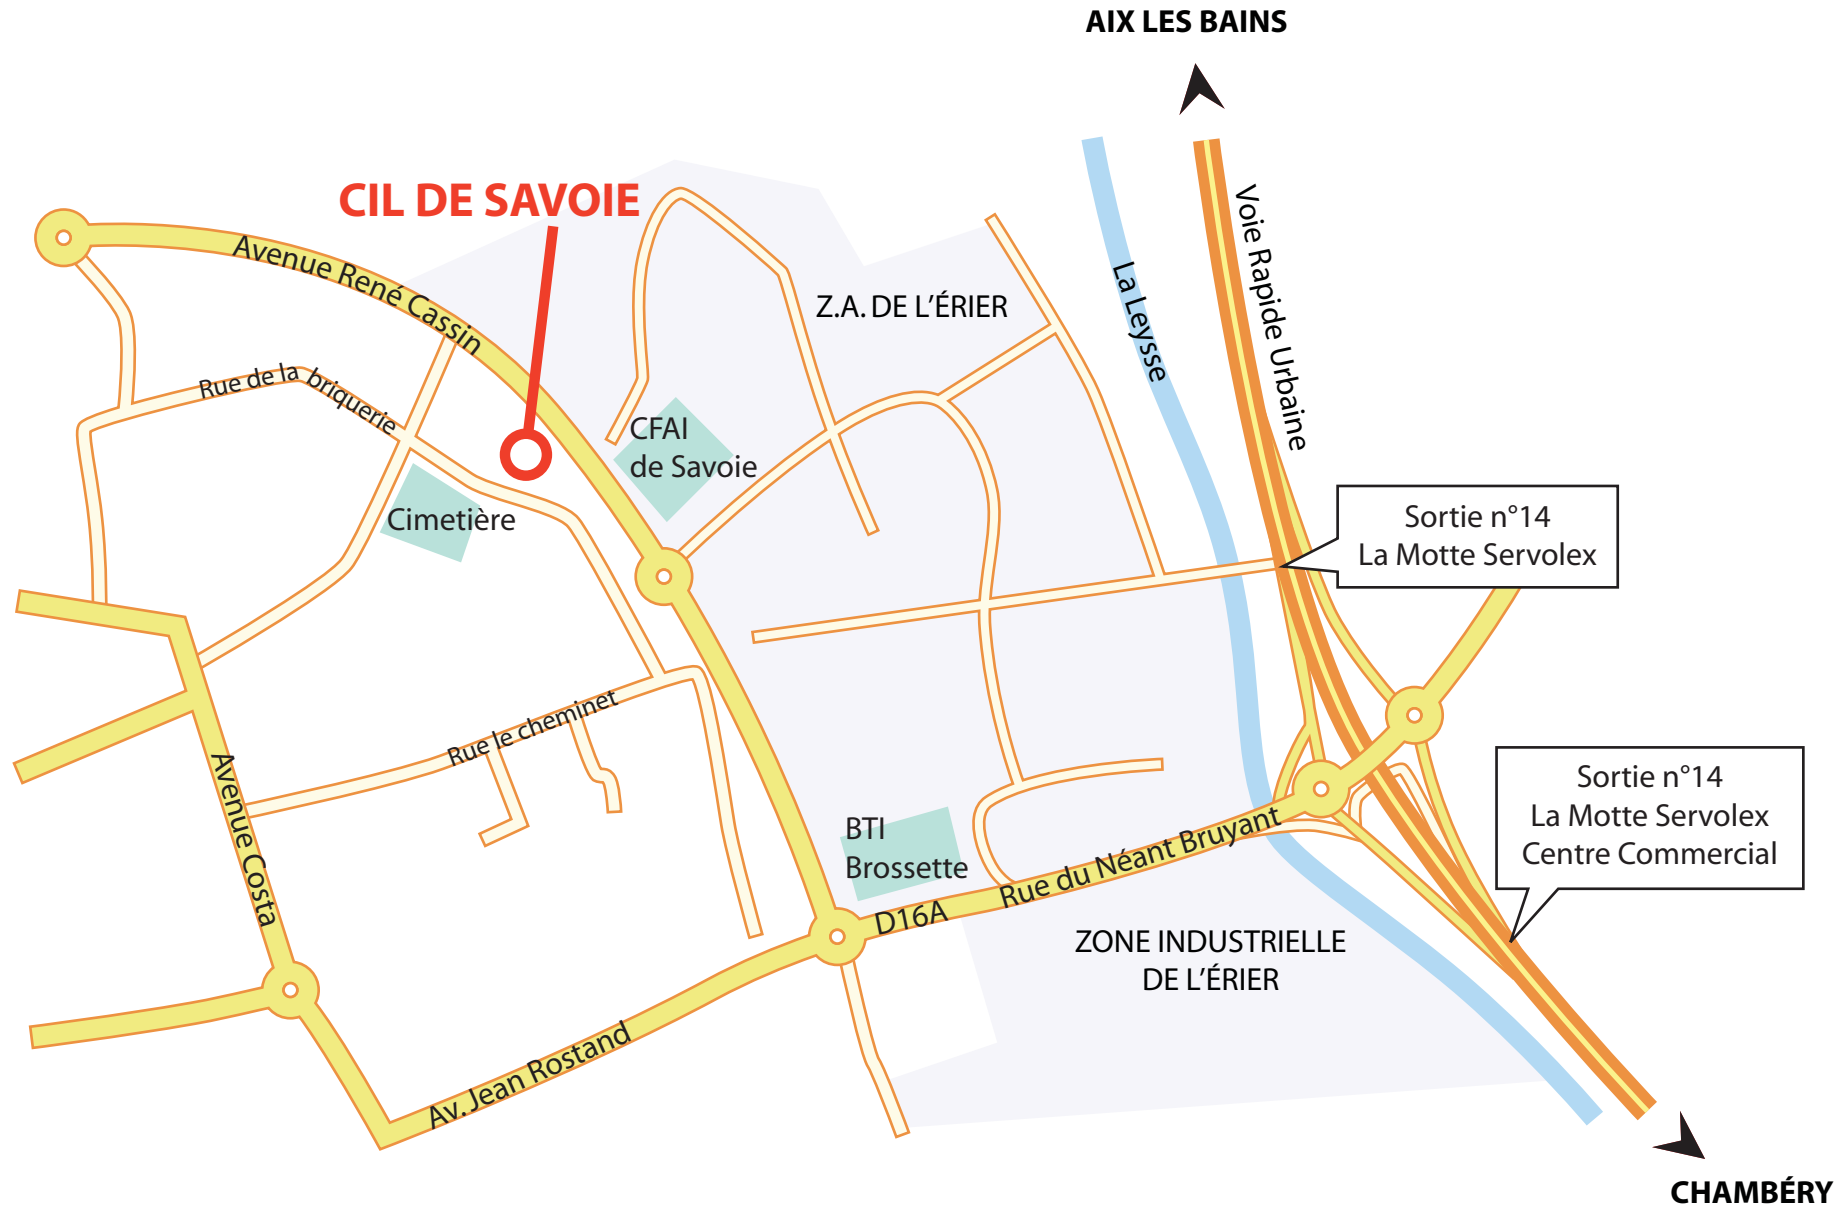 AIX LES BAINS
CIL DE SAVOIE
Avenue René Cassin
Voie Rapide Urbaine
La Leysse
Z.A. DE L'ÉRIER
Rue de la briquerie
CFAI
de Savoie
Cimetière
Sortie n°14
La Motte Servolex
Rue le cheminet
Avenue Costa
Sortie n°14
La Motte Servolex
Centre Commercial
BTI
Brossette
Rue du Néant Bruyant
D16A
ZONE INDUSTRIELLE
DE L'ÉRIER
Av. Jean Rostand
CHAMBÉRY